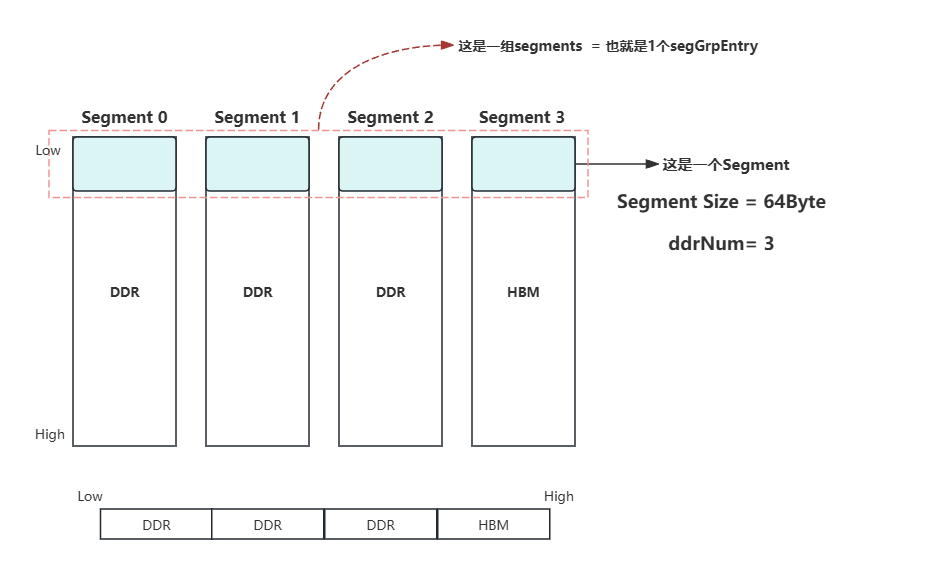 这是一组segments = 也就是1个segGrpEntry
Segment 0
Segment 1
Segment 2
Segment 3
Low
这是一个Segment
Segment Size = 64Byte
ddrNum= 3
DDR
DDR
DDR
HBM
High
Low
High
DDR
DDR
DDR
HBM